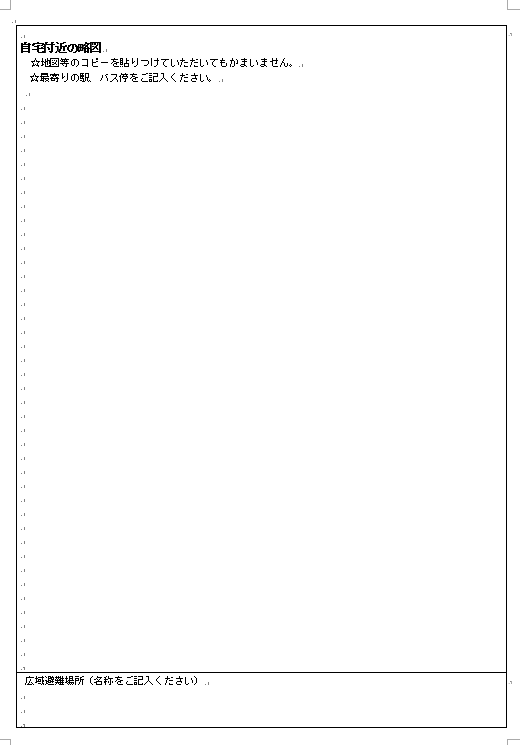 自宅付近の略図
☆地図等のコピーを貼りつけていただいてもかまいません。
☆最寄りの駅、バス停をご記入ください。
広域避難場所（名称をご記入ください）